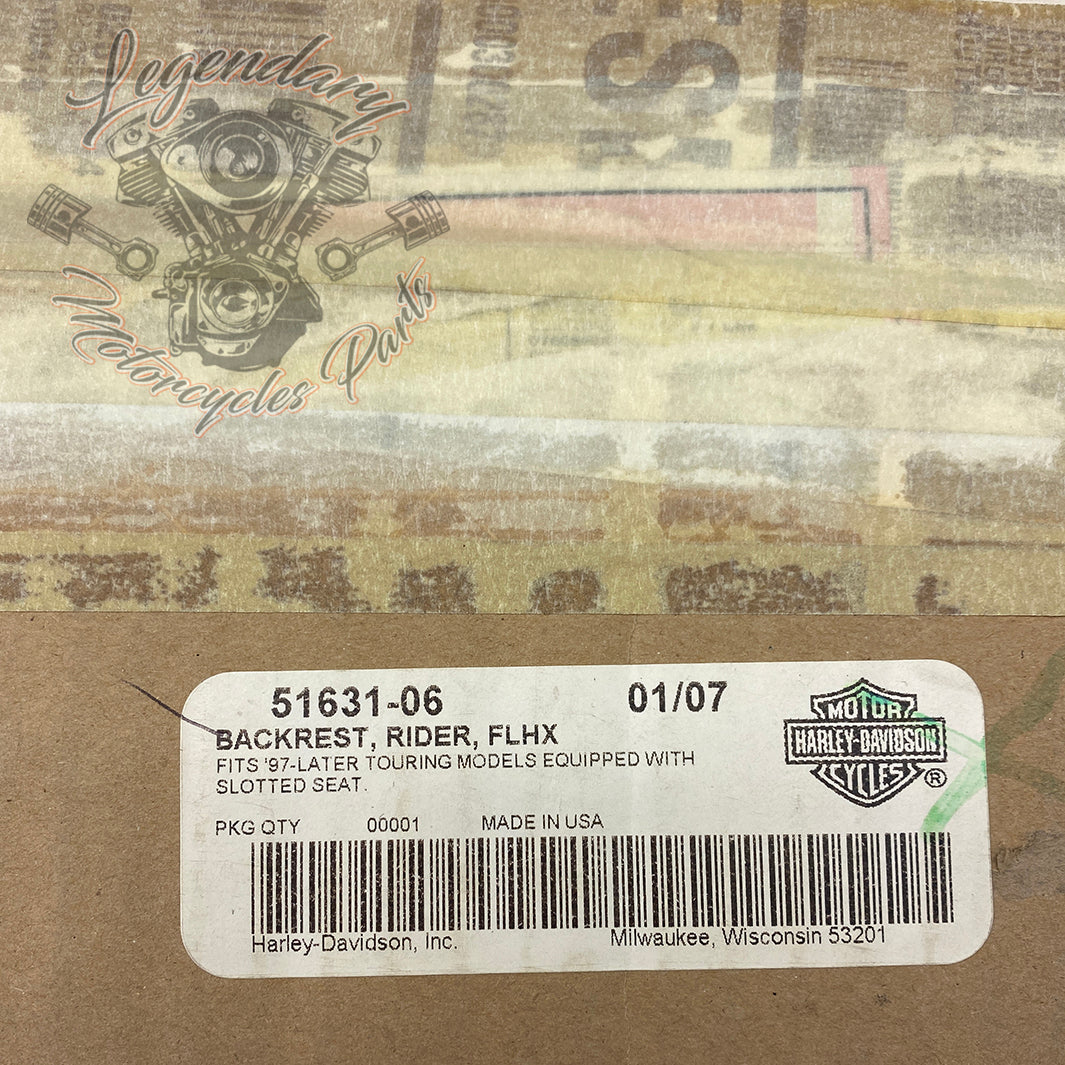 Legendary
Motorcycles Parts
51631-06 01/07
BACKREST, RIDER, FLHX
FITS '97-LATER TOURING MODELS EQUIPPED WITH
SLOTTED SEAT.
MOTOR
HARLEY-DAVIDSON
CYCLES ®
PKG QTY 00001 MADE IN USA
Harley-Davidson, Inc. Milwaukee, Wisconsin 53201